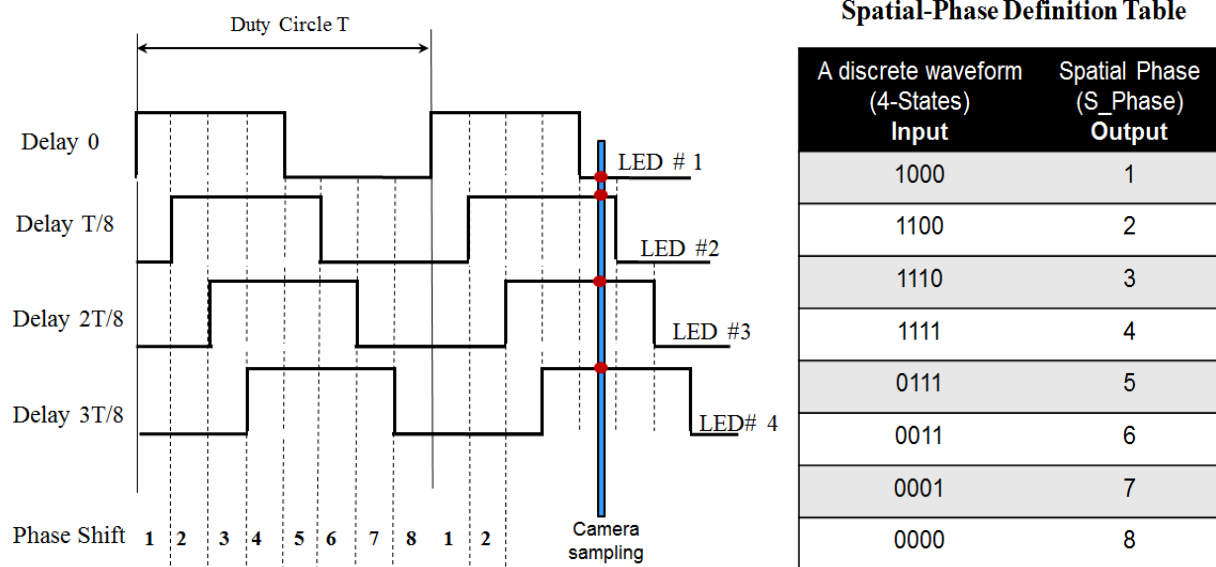 Duty Circle T
Delay 0
LED # 1
Delay T/8
LED #2
Delay 2T/8
LED #3
Delay 3T/8
LED# 4
Phase Shift 1 2 3 4 5 6 7 8 1 2
Camera
sampling
Spatial-Phase Definition Table
A discrete waveform
(4-States)
Input
Spatial Phase
(S_Phase)
Output
1000 1
1100 2
1110 3
1111 4
0111 5
0011 6
0001 7
0000 8